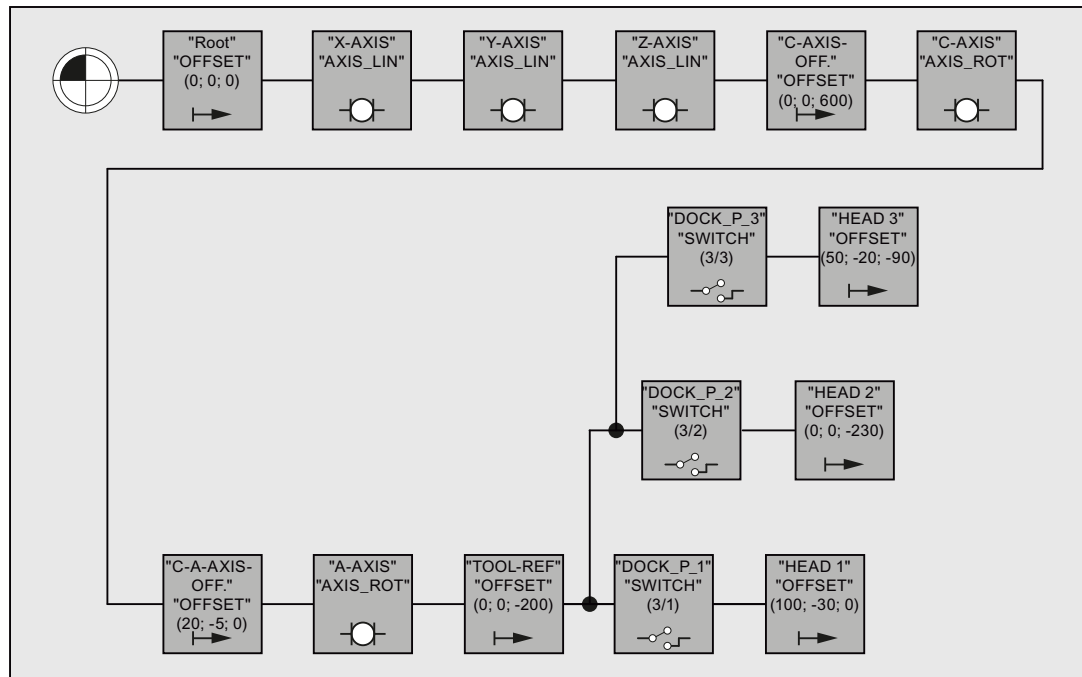 "Root"
"OFFSET"
(0; 0; 0)
"X-AXIS"
"AXIS_LIN"
"Y-AXIS"
"AXIS_LIN"
"Z-AXIS"
"AXIS_LIN"
"C-AXIS-
OFF."
"OFFSET"
(0; 0; 600)
"C-AXIS"
"AXIS_ROT"
"DOCK_P_3"
"SWITCH"
(3/3)
"HEAD 3"
"OFFSET"
(50; -20; -90)
"DOCK_P_2"
"SWITCH"
(3/2)
"HEAD 2"
"OFFSET"
(0; 0; -230)
"C-A-AXIS-
OFF."
"OFFSET"
(20; -5; 0)
"A-AXIS"
"AXIS_ROT"
"TOOL-REF"
"OFFSET"
(0; 0; -200)
"DOCK_P_1"
"SWITCH"
(3/1)
"HEAD 1"
"OFFSET"
(100; -30; 0)